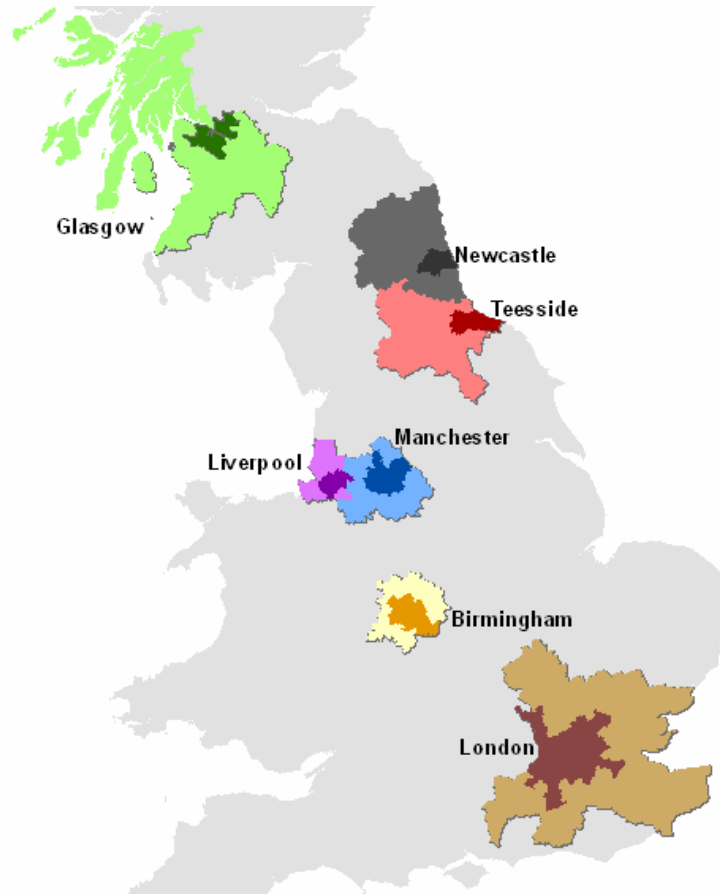 Glasgow
Newcastle
Teesside
Manchester
Liverpool
Birmingham
London